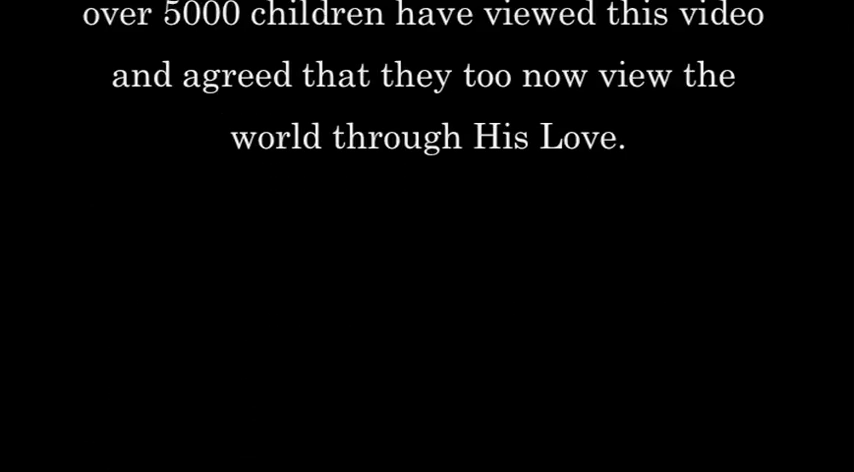 over 5000 children have viewed this video
and agreed that they too now view the
world through His Love.